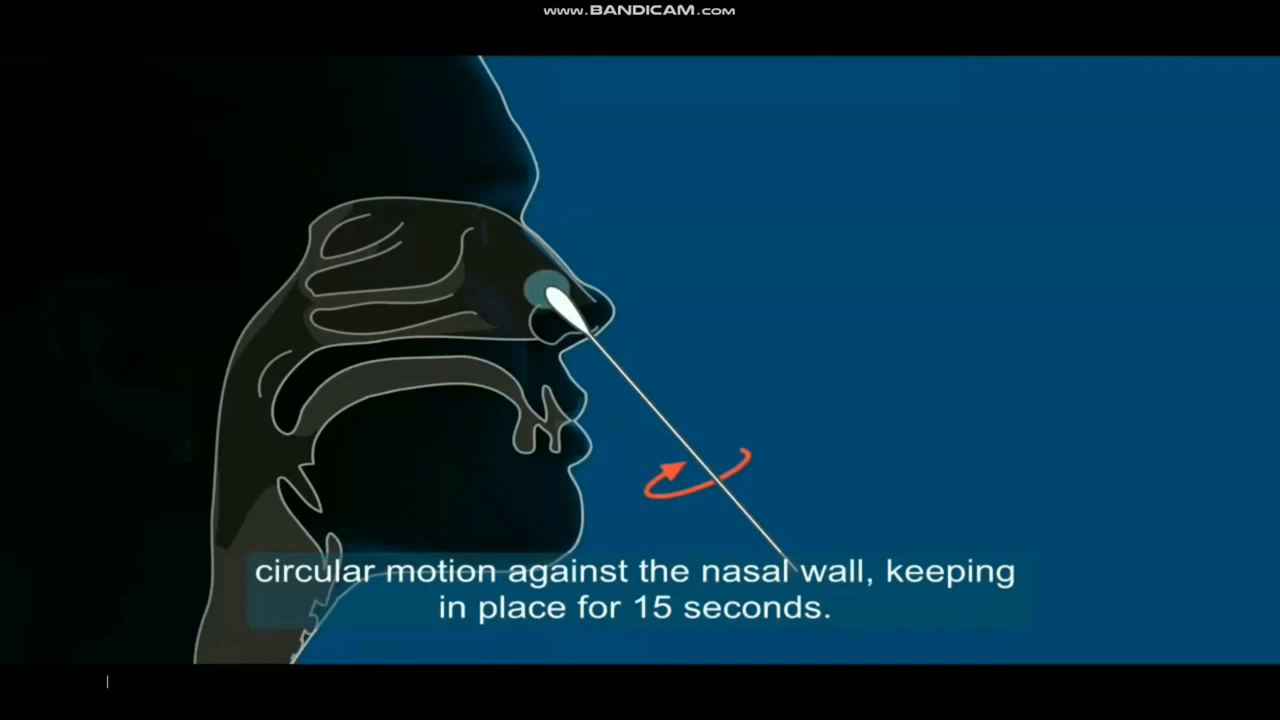 www.BANDICAM.com
circular motion against the nasal wall, keeping
in place for 15 seconds.